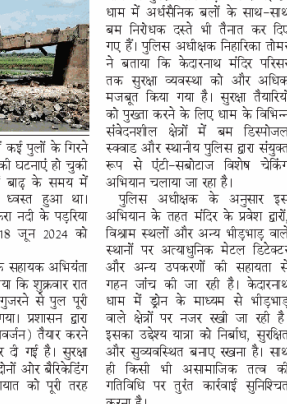 कई पुलों के गिरने
की घटनाएं हो चुकी
बाढ़ के समय में
ध्वस्त हुआ था।
नदी के पड़रिया
18 जून 2024 को
सहायक अभियंता
या कि शुक्रवार रात
गुजरने से पुल पूरी
गया। प्रशासन द्वारा
तैयार करने
दी गई है। सुरक्षा
दोनों ओर बैरिकेडिंग
यात को पूरी तरह
धाम में अर्धसैनिक बलों के साथ-साथ
बम निरोधक दस्ते भी तैनात कर दिए
गए हैं। पुलिस अधीक्षक निहारिका तोमर
ने बताया कि केदारनाथ मंदिर परिसर
तक सुरक्षा व्यवस्था को और अधिक
मजबूत किया गया है। सुरक्षा तैयारियों
को पुख्ता करने के लिए धाम के विभिन्न
संवेदनशील क्षेत्रों में बम डिस्पोजल
स्क्वाड और स्थानीय पुलिस द्वारा संयुक्त
रूप से एंटी-सबोटाज विशेष चेकिंग
अभियान चलाया जा रहा है।
पुलिस अधीक्षक के अनुसार इस
अभियान के तहत मंदिर के प्रवेश द्वारों,
विश्राम स्थलों और अन्य भीड़भाड़ वाले
स्थानों पर अत्याधुनिक मेटल डिटेक्टर
और अन्य उपकरणों की सहायता से
गहन जांच की जा रही है। केदारनाथ
धाम में ड्रोन के माध्यम से भीड़भाड़
वाले क्षेत्रों पर नजर रखी जा रही है
इसका उद्देश्य यात्रा को निर्बाध, सुरक्षित
और सुव्यवस्थित बनाए रखना है। साथ
ही किसी भी असामाजिक तत्व की
गतिविधि पर तुरंत कार्रवाई सुनिश्चित
करना है।